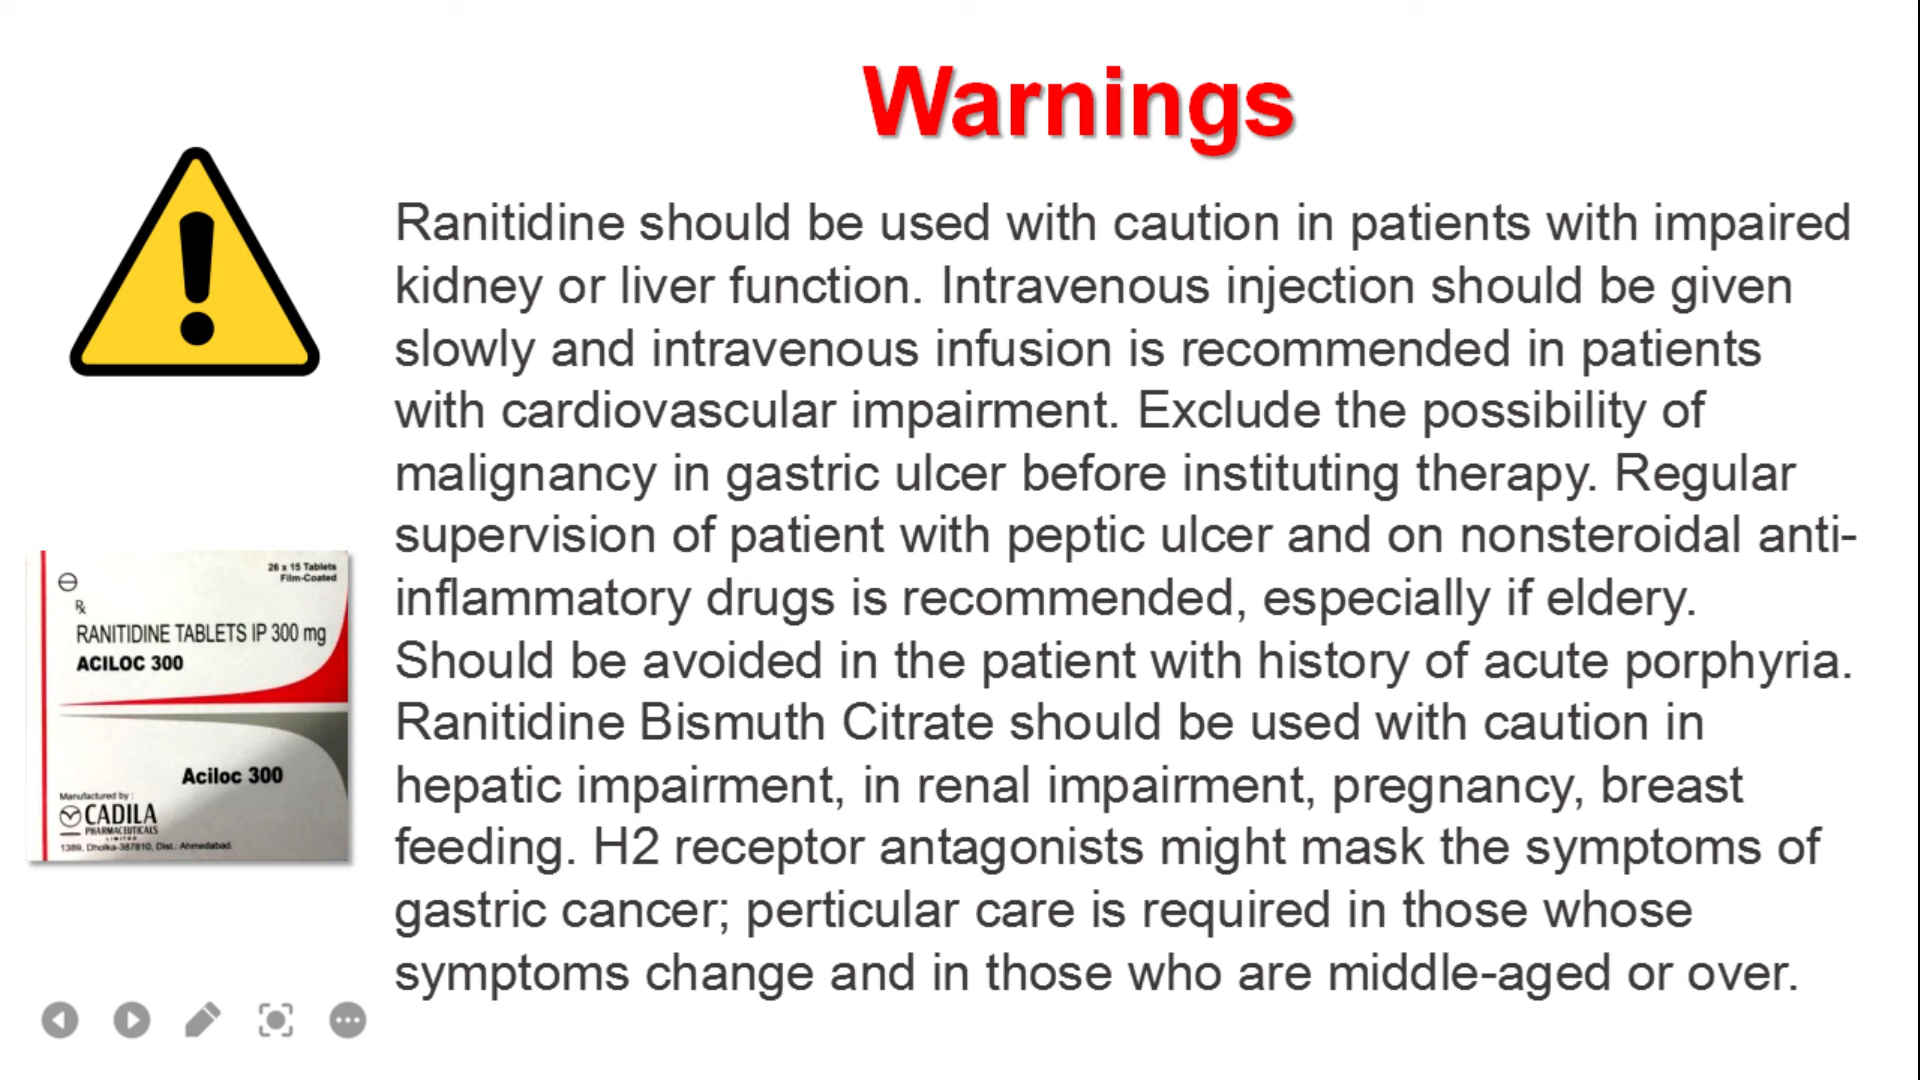 Warnings
Ranitidine should be used with caution in patients with impaired
kidney or liver function. Intravenous injection should be given
slowly and intravenous infusion is recommended in patients
with cardiovascular impairment. Exclude the possibility of
malignancy in gastric ulcer before instituting therapy. Regular
supervision of patient with peptic ulcer and on nonsteroidal anti-
inflammatory drugs is recommended, especially if eldery.
Should be avoided in the patient with history of acute porphyria.
Ranitidine Bismuth Citrate should be used with caution in
hepatic impairment, in renal impairment, pregnancy, breast
feeding. H2 receptor antagonists might mask the symptoms of
gastric cancer; perticular care is required in those whose
symptoms change and in those who are middle-aged or over.
26 x 15 Tablets
Film-Coated
Rx
RANITIDINE TABLETS IP 300 mg
ACILOC 300
Aciloc 300
Manufactured by :
CADILA
PHARMACEUTICALS
LIMITED
1389, Dholka-387810, Dist.: Ahmedabad.